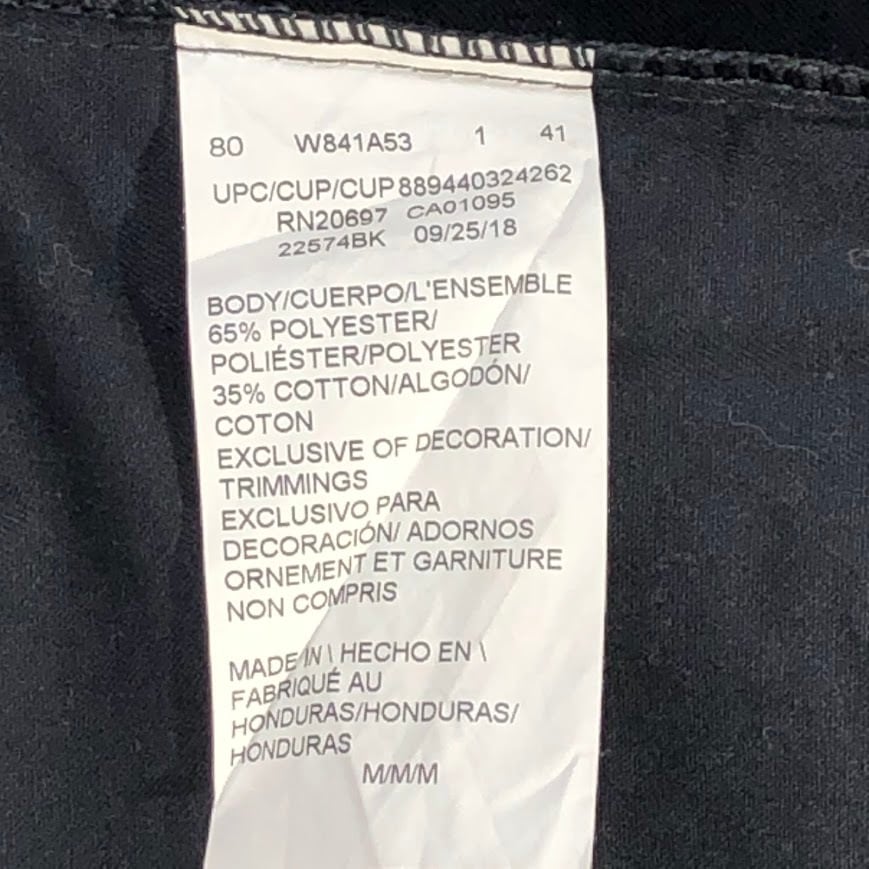 80 W841A53 1 41
UPC/CUP/CUP 889440324262
RN20697 CA01095
22574BK 09/25/18
BODY/CUERPO/L'ENSEMBLE
65% POLYESTER/
POLIÉSTER/POLYESTER
35% COTTON/ALGODÓN/
COTON
EXCLUSIVE OF DECORATION/
TRIMMINGS
EXCLUSIVO PARA
DECORACIÓN/ ADORNOS
ORNEMENT ET GARNITURE
NON COMPRIS
MADE IN \ HECHO EN \
FABRIQUÉ AU
HONDURAS/HONDURAS/
HONDURAS
M/M/M